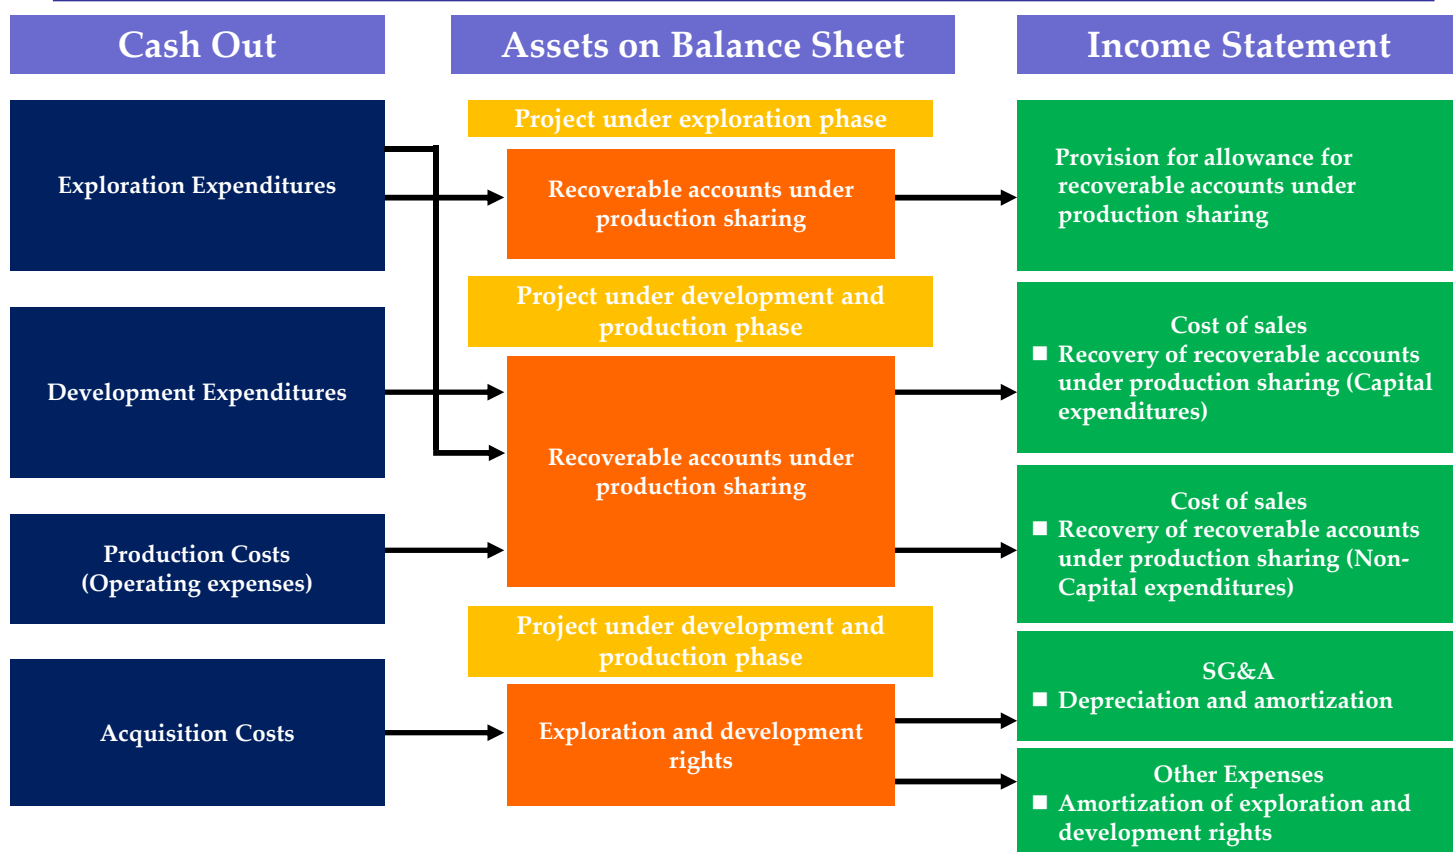 Cash Out
Assets on Balance Sheet
Income Statement
Exploration Expenditures
Development Expenditures
Production Costs
(Operating expenses)
Acquisition Costs
Project under exploration phase
Recoverable accounts under
production sharing
Project under development and
production phase
Recoverable accounts under
production sharing
Project under development and
production phase
Exploration and development
rights
Provision for allowance for
recoverable accounts under
production sharing
Cost of sales
■ Recovery of recoverable accounts
under production sharing (Capital
expenditures)
Cost of sales
■ Recovery of recoverable accounts
under production sharing (Non-
Capital expenditures)
SG&A
■ Depreciation and amortization
Other Expenses
■ Amortization of exploration and
development rights